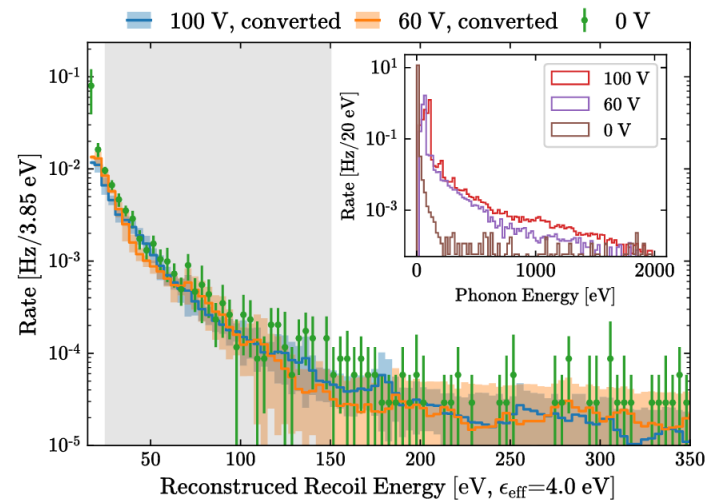 100 V, converted 60 V, converted 0 V
Rate [Hz/3.85 eV]
10⁻¹
10⁻²
10⁻³
10⁻⁴
10⁻⁵
50 100 150 200 250 300 350
Reconstruced Recoil Energy [eV, ϵ_eff=4.0 eV]
Rate [Hz/20 eV]
10¹
10⁻¹
10⁻³
100 V
60 V
0 V
0 1000 2000
Phonon Energy [eV]